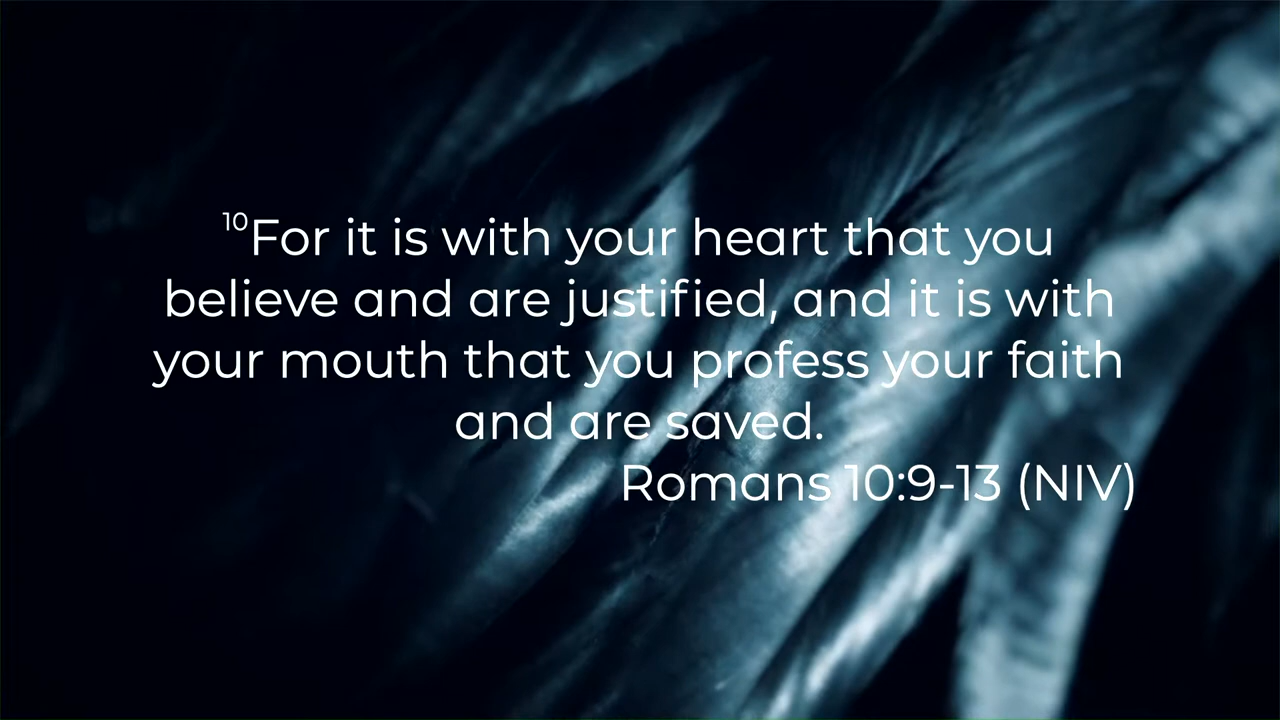 ¹⁰For it is with your heart that you
believe and are justified, and it is with
your mouth that you profess your faith
and are saved.
Romans 10:9-13 (NIV)